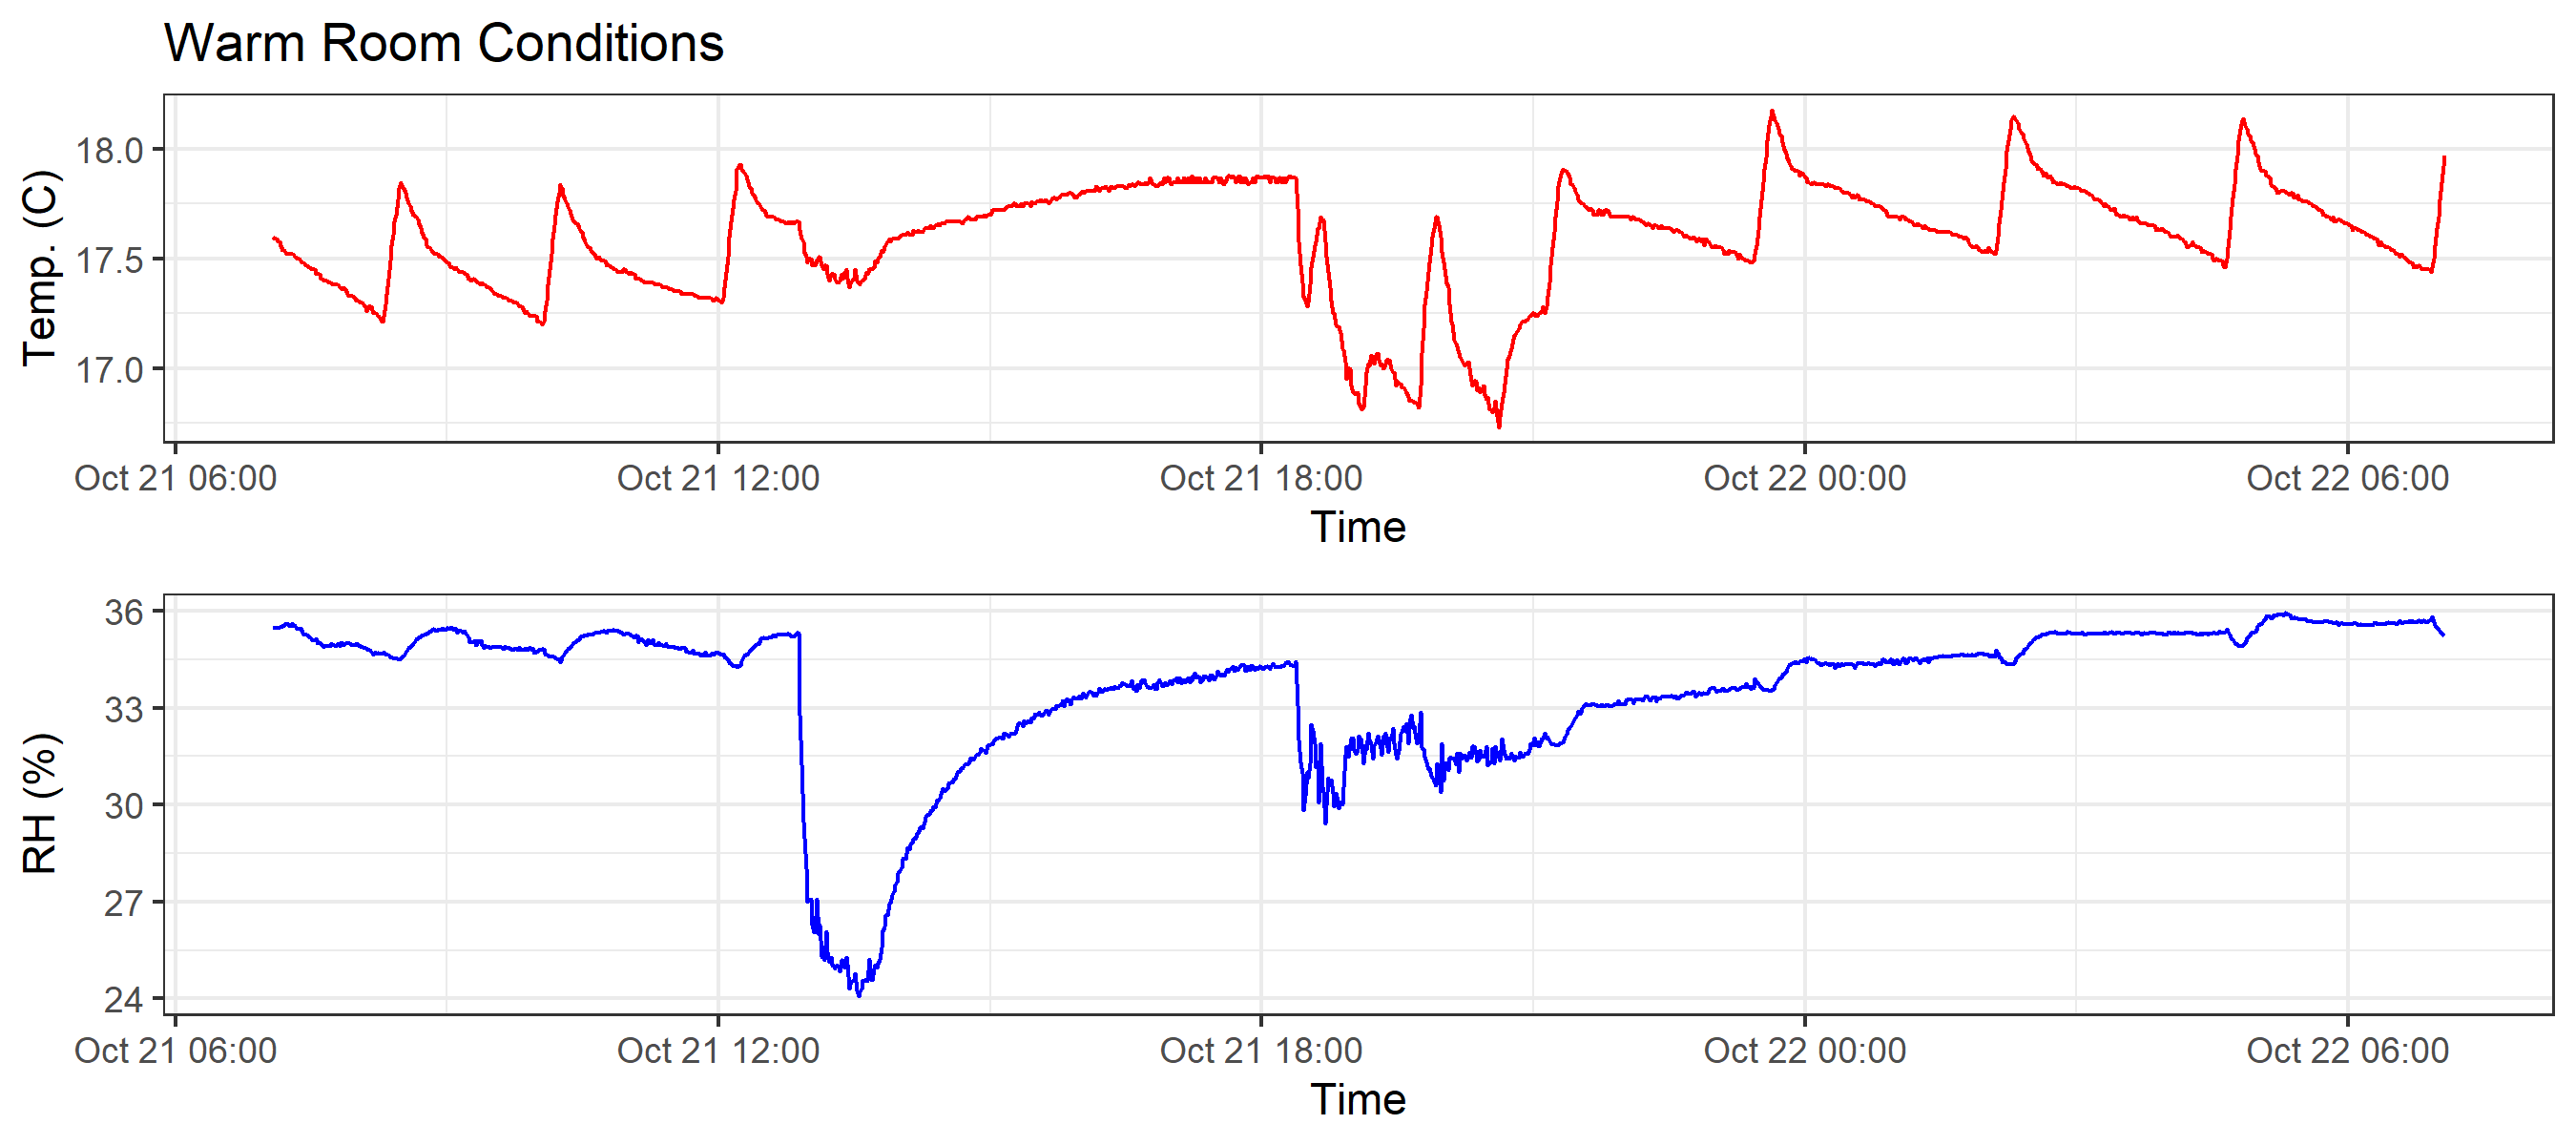 Warm Room Conditions
Temp. (C)
18.0
17.5
17.0
Oct 21 06:00 Oct 21 12:00 Oct 21 18:00 Oct 22 00:00 Oct 22 06:00
Time
RH (%)
36
33
30
27
24
Oct 21 06:00 Oct 21 12:00 Oct 21 18:00 Oct 22 00:00 Oct 22 06:00
Time